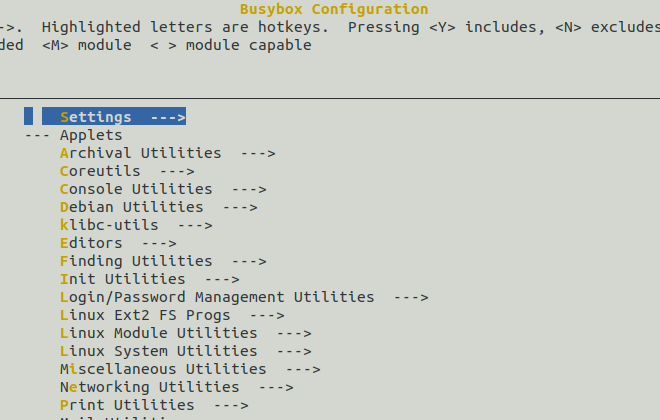 Busybox Configuration
->. Highlighted letters are hotkeys. Pressing <Y> includes, <N> excludes
ded <M> module < > module capable
Settings --->
--- Applets
Archival Utilities --->
Coreutils --->
Console Utilities --->
Debian Utilities --->
klibc-utils --->
Editors --->
Finding Utilities --->
Init Utilities --->
Login/Password Management Utilities --->
Linux Ext2 FS Progs --->
Linux Module Utilities --->
Linux System Utilities --->
Miscellaneous Utilities --->
Networking Utilities --->
Print Utilities --->